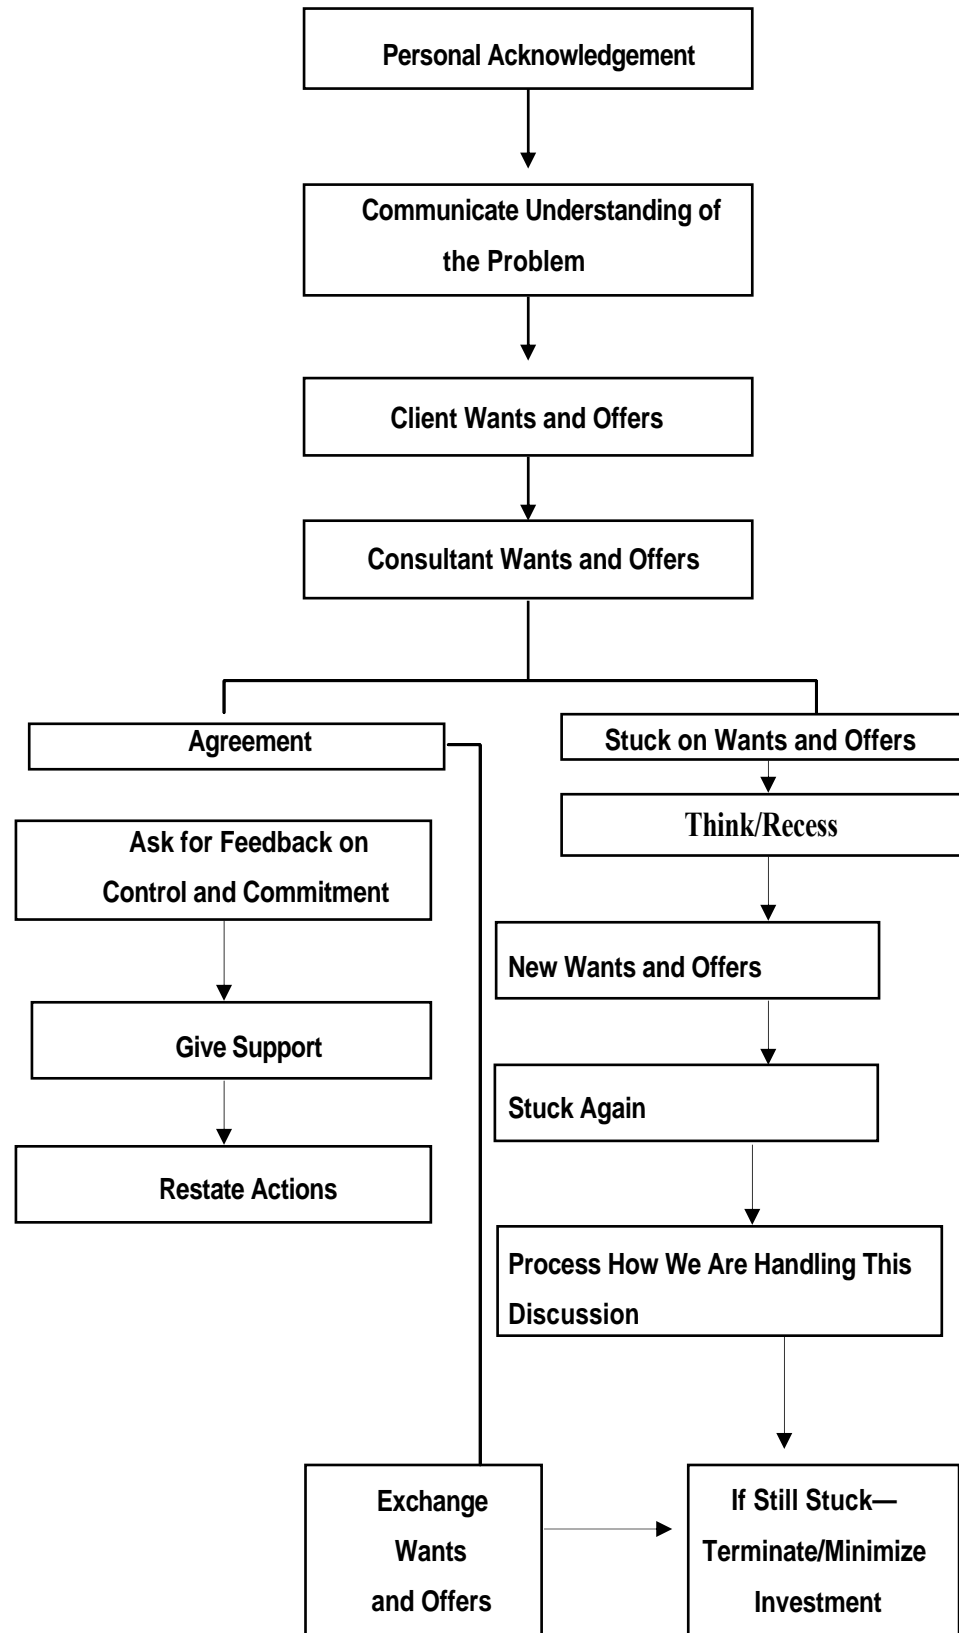 Personal Acknowledgement
Communicate Understanding of
the Problem
Client Wants and Offers
Consultant Wants and Offers
Agreement
Ask for Feedback on
Control and Commitment
Give Support
Restate Actions
Stuck on Wants and Offers
Think/Recess
New Wants and Offers
Stuck Again
Process How We Are Handling This
Discussion
Exchange
Wants
and Offers
If Still Stuck—
Terminate/Minimize
Investment